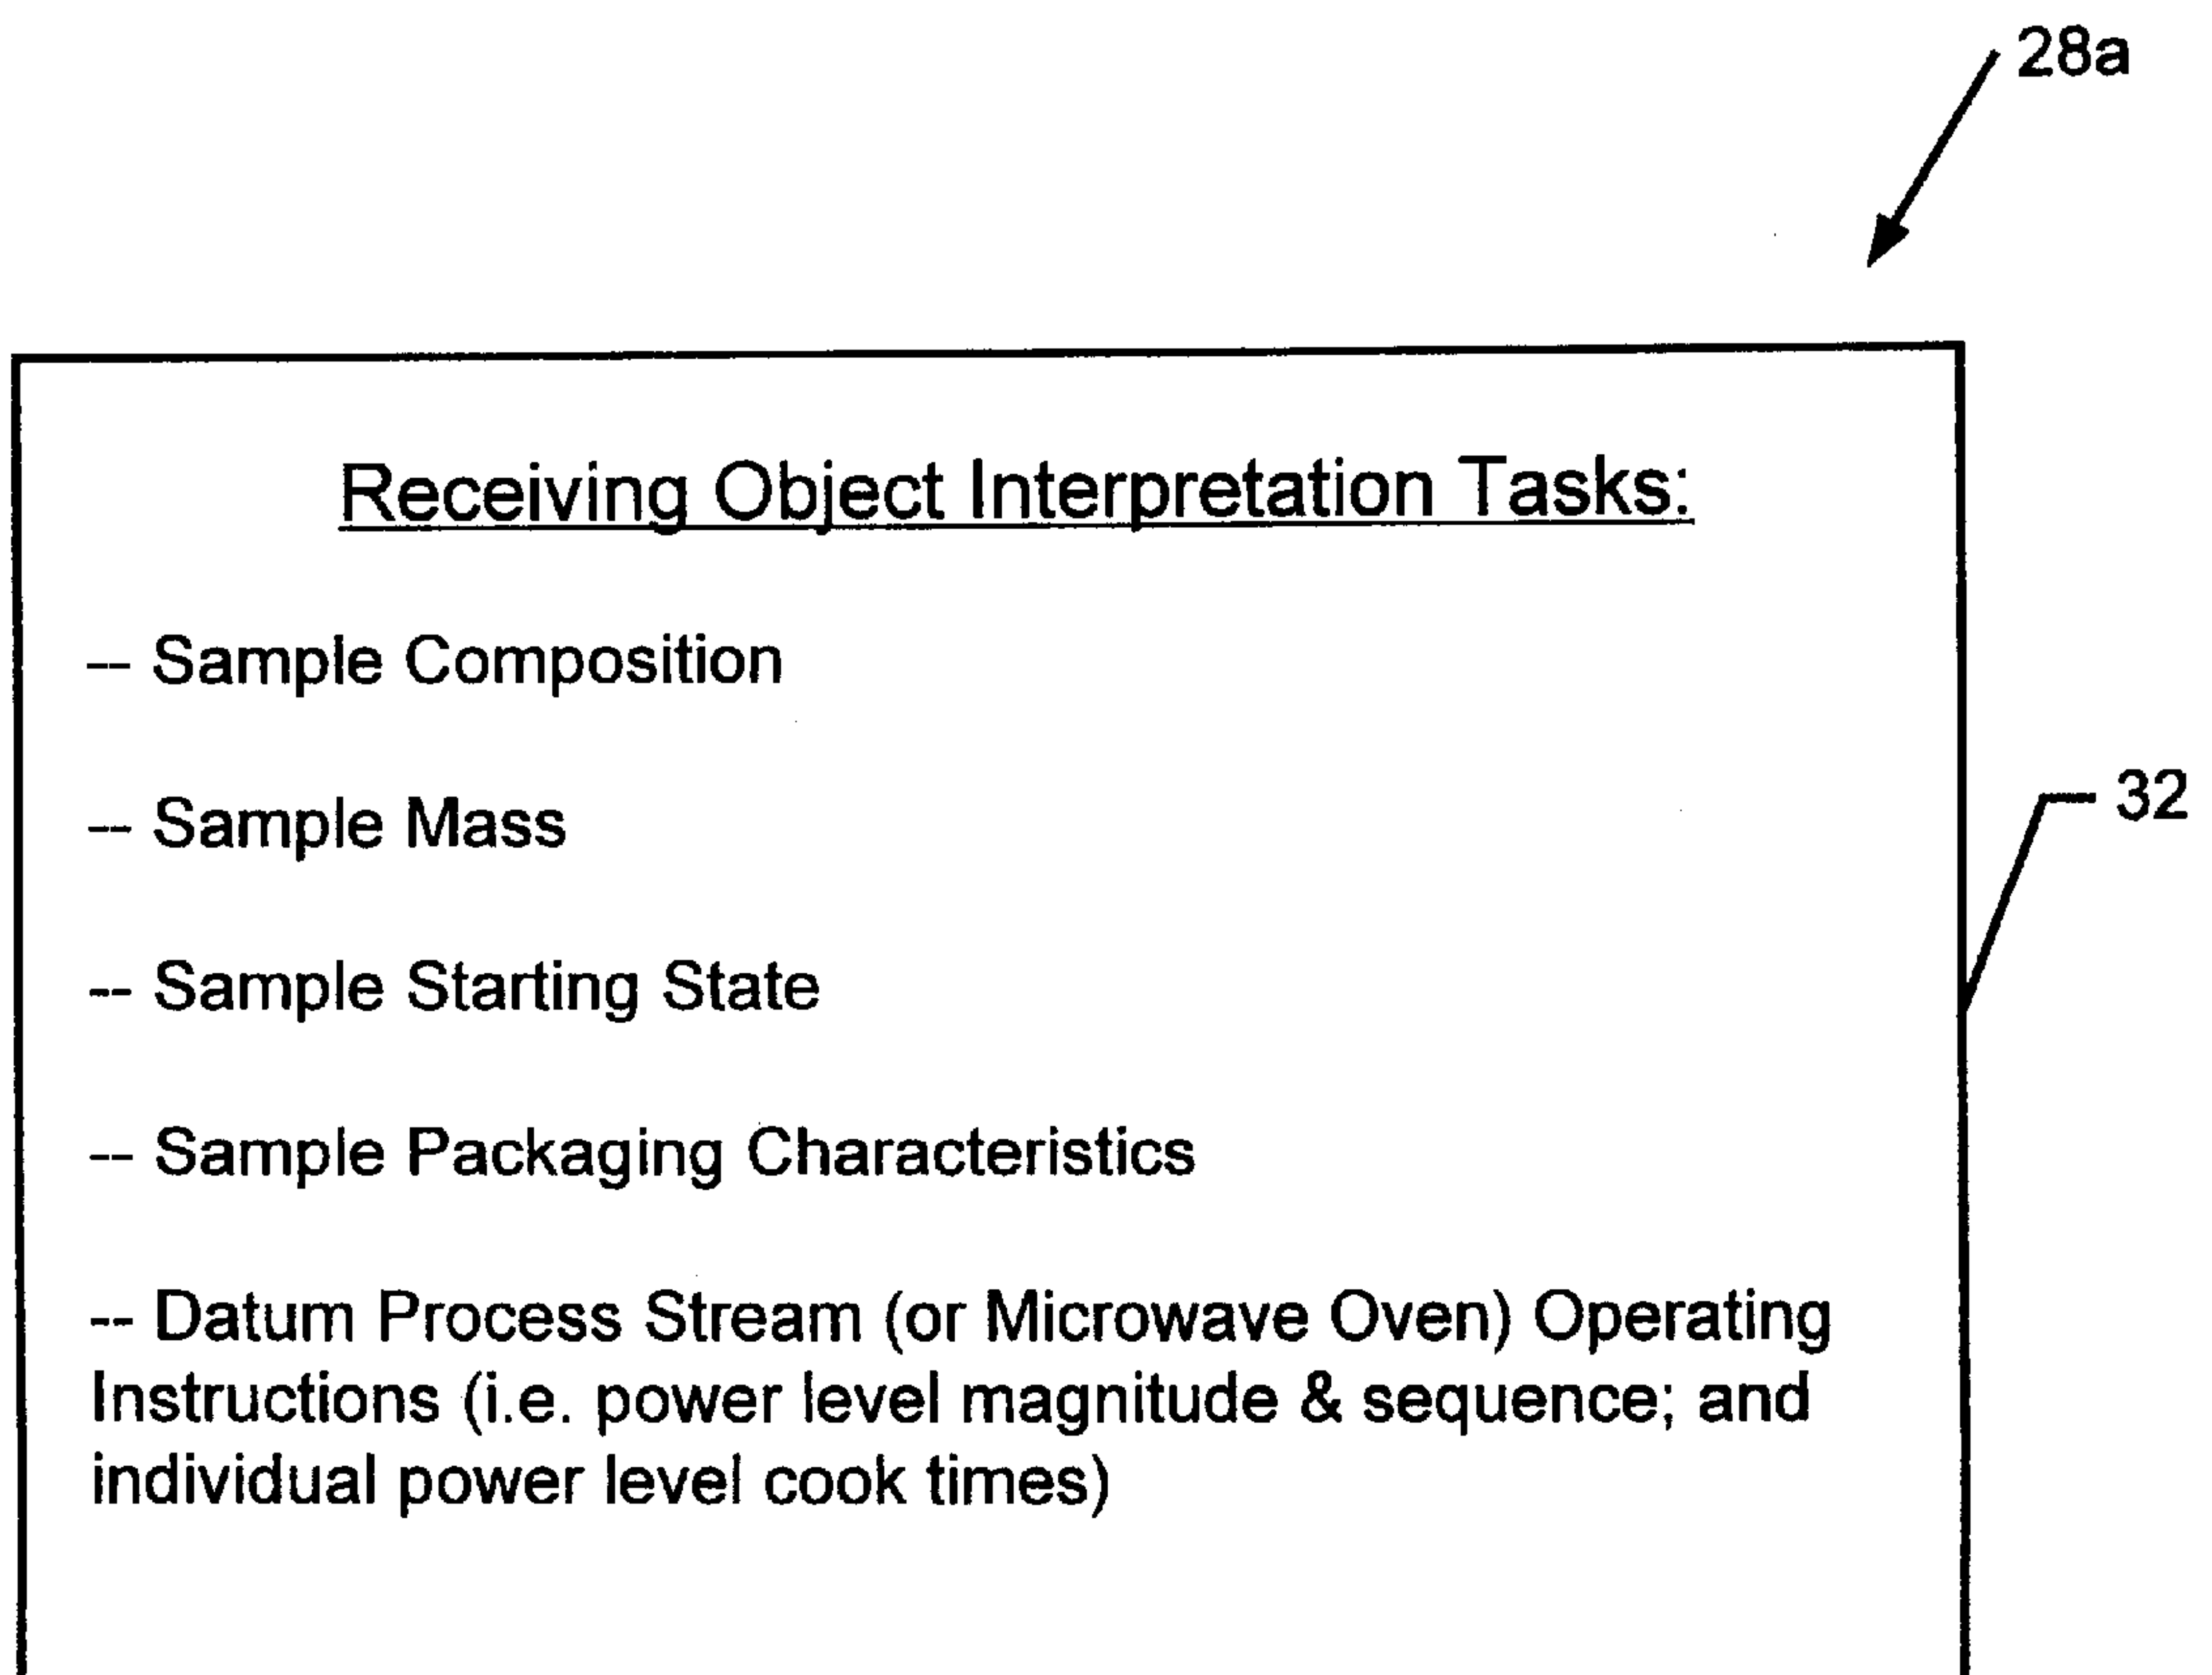 28a
Receiving Object Interpretation Tasks:
-- Sample Composition
-- Sample Mass
32
-- Sample Starting State
-- Sample Packaging Characteristics
-- Datum Process Stream (or Microwave Oven) Operating
Instructions (i.e. power level magnitude & sequence; and
individual power level cook times)